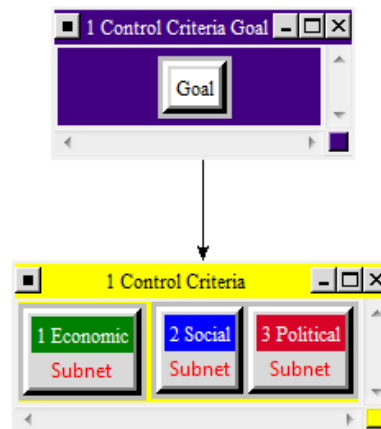 1 Control Criteria Goal
Goal
1 Control Criteria
1 Economic 2 Social 3 Political
Subnet Subnet Subnet